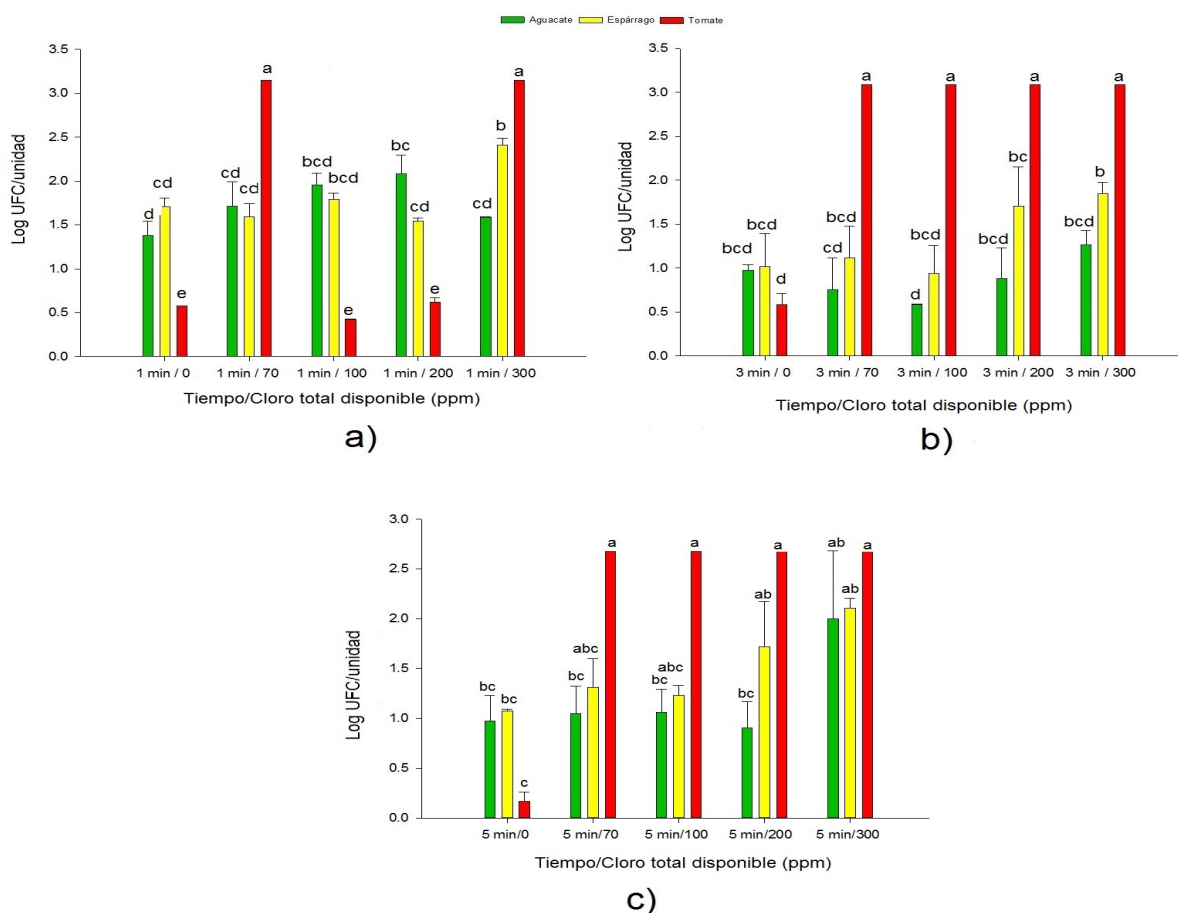 Aguacate Espárrago Tomate
3.5
3.0
2.5
2.0
1.5
1.0
0.5
0.0
Log UFC/unidad
d cd e
cd cd a
bcd bcd e
bc cd e
cd b a
1 min / 0 1 min / 70 1 min / 100 1 min / 200 1 min / 300
Tiempo/Cloro total disponible (ppm)
a)
3.5
3.0
2.5
2.0
1.5
1.0
0.5
0.0
Log UFC/unidad
bcd bcd d
cd bcd a
d bcd a
bcd bc a
bcd b a
3 min / 0 3 min / 70 3 min / 100 3 min / 200 3 min / 300
Tiempo/Cloro total disponible (ppm)
b)
3.0
2.5
2.0
1.5
1.0
0.5
0.0
Log UFC/unidad
bc bc c
bc abc a
bc abc a
bc ab a
ab ab a
5 min/0 5 min/70 5 min/100 5 min/200 5 min/300
Tiempo/Cloro total disponible (ppm)
c)